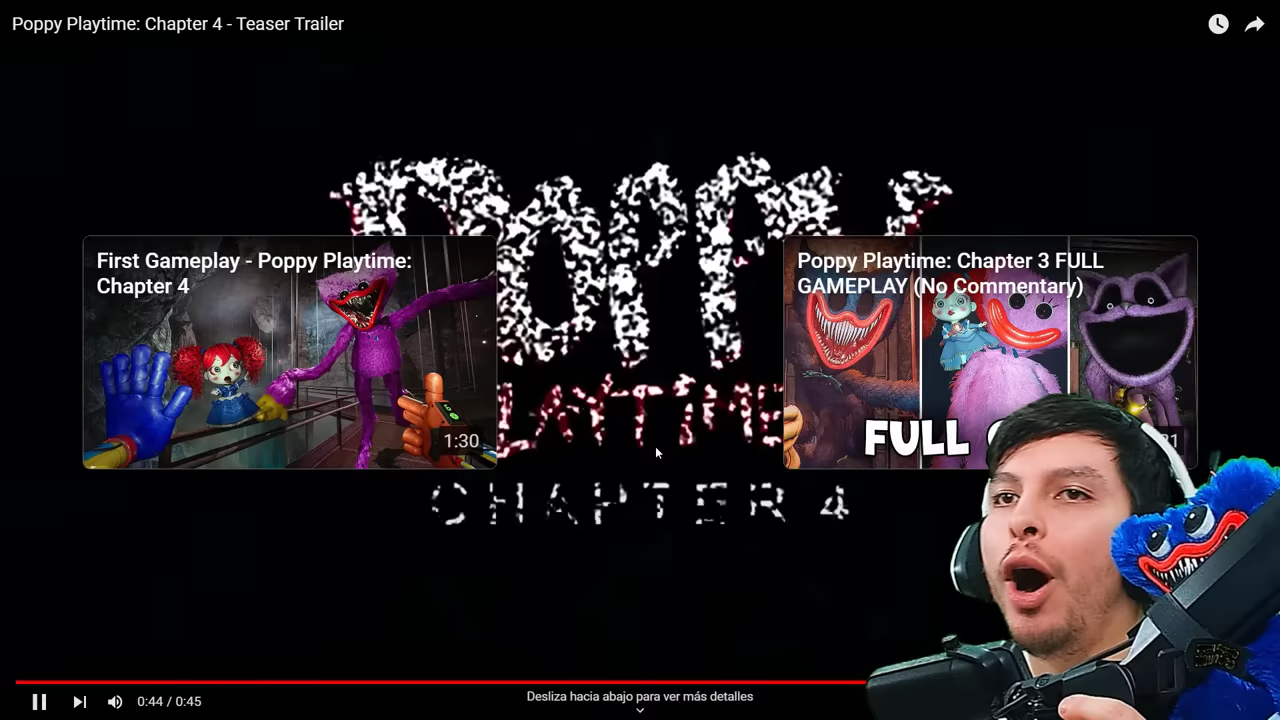 Poppy Playtime: Chapter 4 - Teaser Trailer
POPPY
First Gameplay - Poppy Playtime:
Chapter 4
1:30
Poppy Playtime: Chapter 3 FULL
GAMEPLAY (No Commentary)
FULL
LAYTIME
CHAPTER 4
0:44 / 0:45
Desliza hacia abajo para ver más detalles